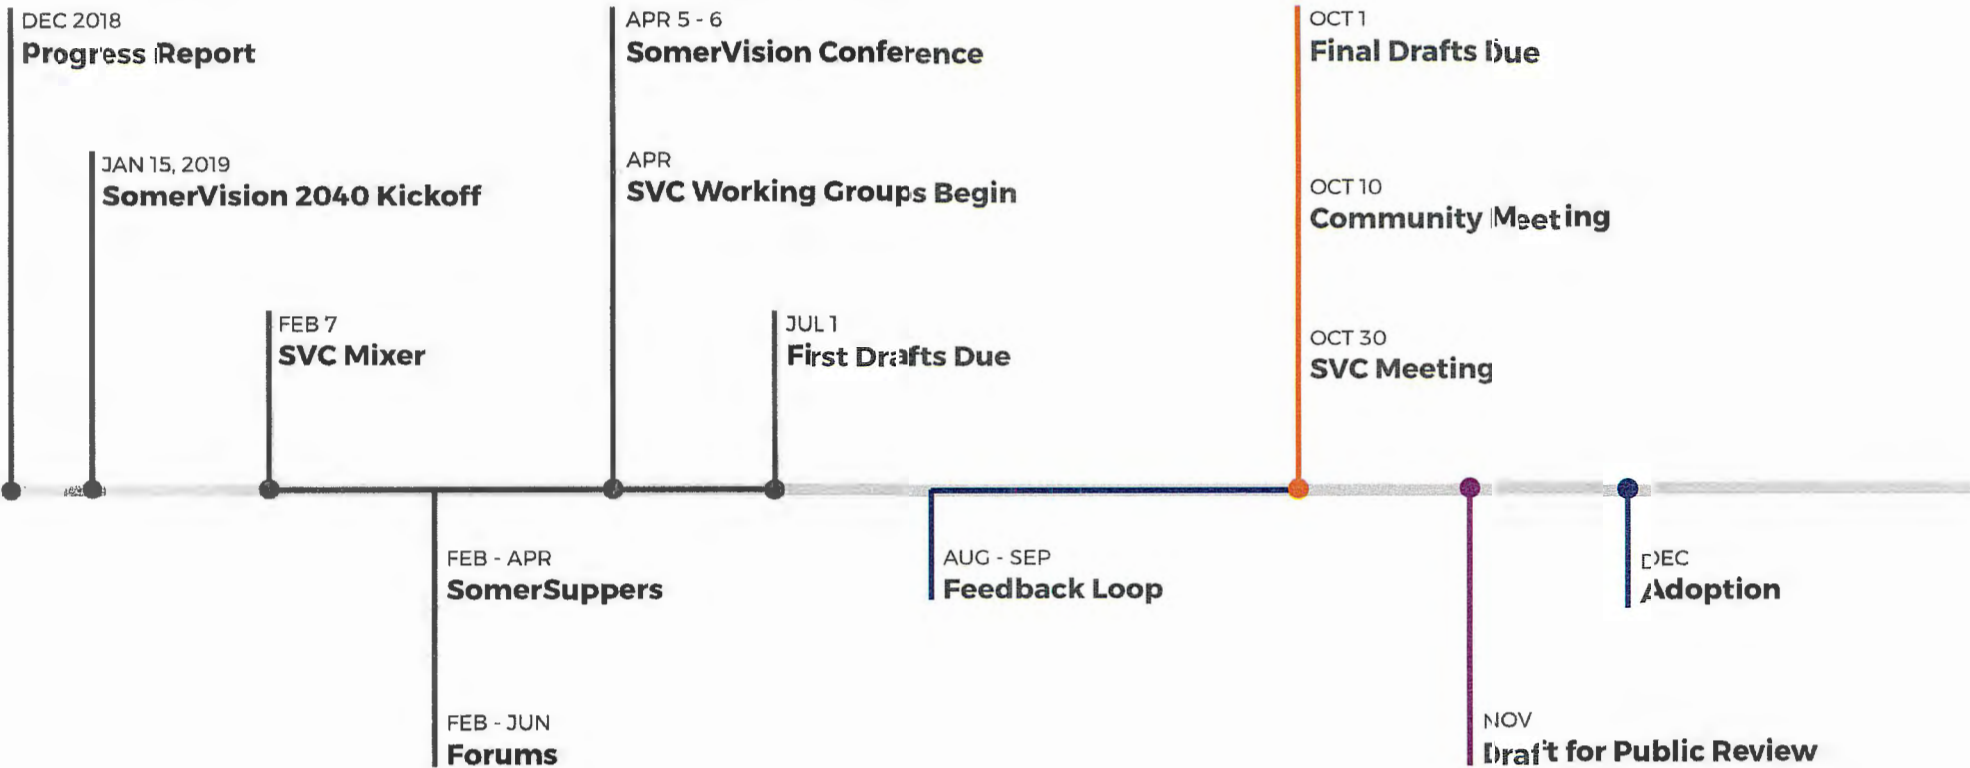 DEC 2018
Progress Report
JAN 15, 2019
SomerVision 2040 Kickoff
FEB 7
SVC Mixer
APR 5 - 6
SomerVision Conference
APR
SVC Working Groups Begin
JUL 1
First Drafts Due
OCT 1
Final Drafts Due
OCT 10
Community Meeting
OCT 30
SVC Meeting
FEB - APR
SomerSuppers
FEB - JUN
Forums
AUG - SEP
Feedback Loop
NOV
Draft for Public Review
DEC
Adoption